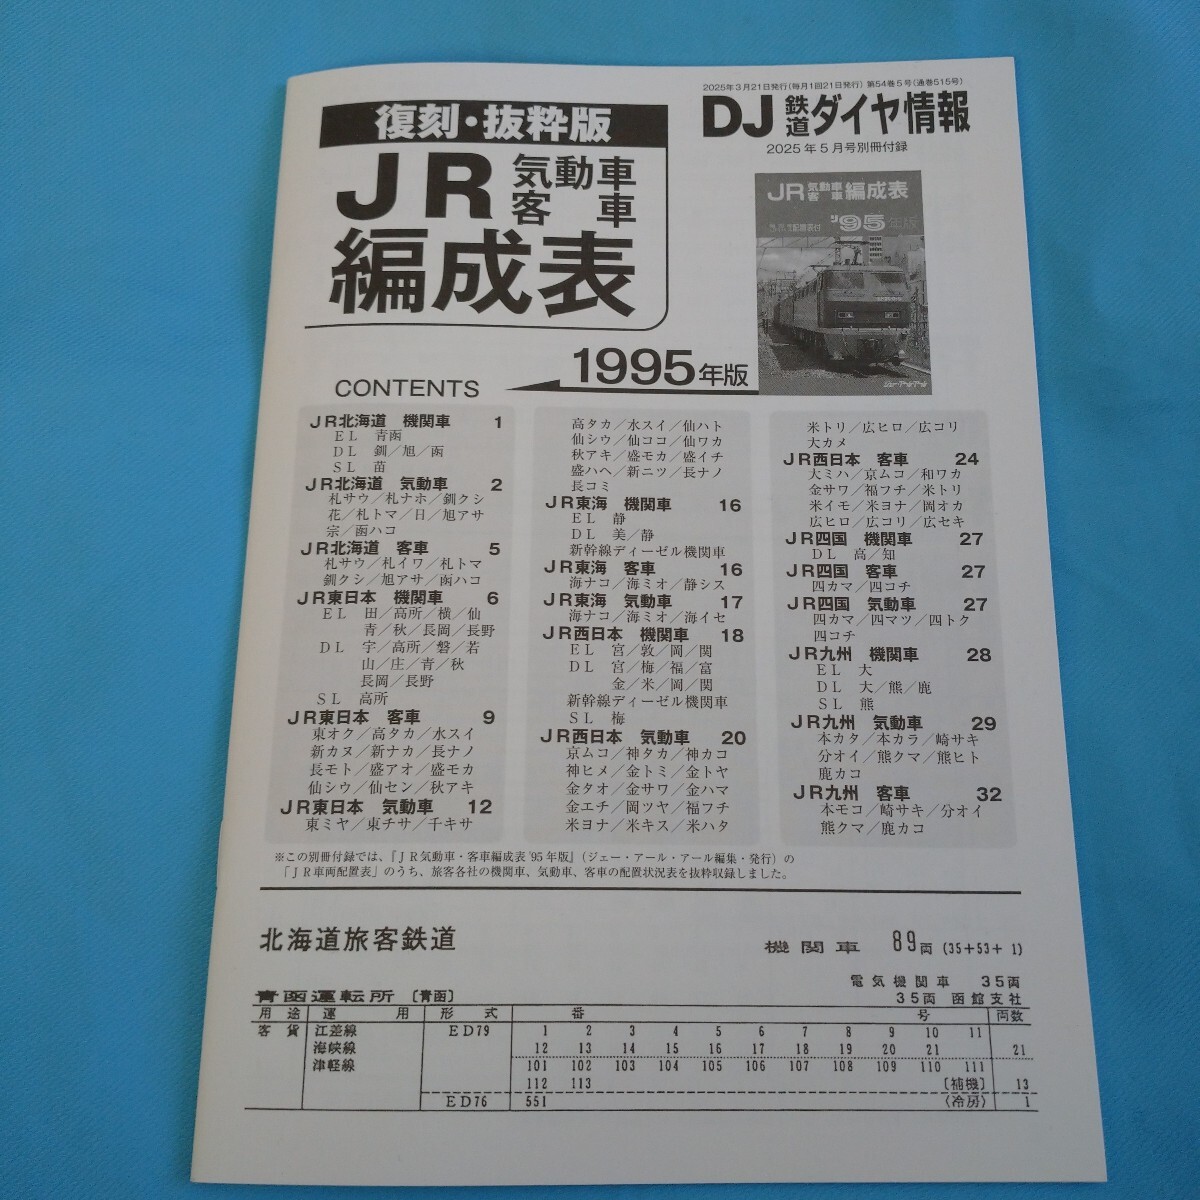 2025年3月21日発行(毎月1回21日発行) 第54巻5号(通巻515号)
DJ鉄道ダイヤ情報
2025年5月号別冊付録
復刻・抜粋版
JR気動車客車
編成表
1995年版
JR気動車客車編成表
'95年版
ジェー・アール・アール
CONTENTS
JR北海道 機関車 1
EL 青函
DL 釧/旭/函
SL 苗
JR北海道 気動車 2
札サウ/札ナホ/釧クシ
花/札トマ/日/旭アサ
宗/函ハコ
JR北海道 客車 5
札サウ/札イワ/札トマ
釧クシ/旭アサ/函ハコ
JR東日本 機関車 6
EL 田/高所/横/仙
青/秋/長岡/長野
DL 宇/高所/磐/若
山/庄/青/秋
長岡/長野
SL 高所
JR東日本 客車 9
東オク/高タカ/水スイ
新カヌ/新ナカ/長ナノ
長モト/盛アオ/盛モカ
仙シウ/仙セン/秋アキ
JR東日本 気動車 12
東ミヤ/東チサ/千キサ
高タカ/水スイ/仙ハト
仙シウ/仙ココ/仙ワカ
秋アキ/盛モカ/盛イチ
盛ハヘ/新ニツ/長ナノ
長コミ
JR東海 機関車 16
EL 静
DL 美/静
新幹線ディーゼル機関車
JR東海 客車 16
海ナコ/海ミオ/静シス
JR東海 気動車 17
海ナコ/海ミオ/海イセ
JR西日本 機関車 18
EL 宮/敦/岡/関
DL 宮/梅/福/富
金/米/岡/関
新幹線ディーゼル機関車
SL 梅
JR西日本 気動車 20
京ムコ/神タカ/神カコ
神ヒメ/金トミ/金トヤ
金タオ/金サワ/金ハマ
金エチ/岡ツヤ/福フチ
米ヨナ/米キス/米ハタ
米トリ/広ヒロ/広コリ
大カメ
JR西日本 客車 24
大ミハ/京ムコ/和ワカ
金サワ/福フチ/米トリ
米イモ/米ヨナ/岡オカ
広ヒロ/広コリ/広セキ
JR四国 機関車 27
DL 高/知
JR四国 客車 27
四カマ/四コチ
JR四国 気動車 27
四カマ/四マツ/四トク
四コチ
JR九州 機関車 28
EL 大
DL 大/熊/鹿
SL 熊
JR九州 気動車 29
本カタ/本カラ/崎サキ
分オイ/熊クマ/熊ヒト
鹿カコ
JR九州 客車 32
本モコ/崎サキ/分オイ
熊クマ/鹿カコ
※この別冊付録では、『JR気動車・客車編成表'95年版』(ジェー・アール・アール編集・発行)の
「JR車両配置表」のうち、旅客各社の機関車、気動車、客車の配置状況表を抜粋収録しました。
北海道旅客鉄道 機関車 89両 (35+53+ 1)
電気機関車 35両
青函運転所 〔青函〕 35両 函館支社
用途 運用 形式 番号 両数
客貨 江差線 ED79 1 2 3 4 5 6 7 8 9 10 11
海峡線 12 13 14 15 16 17 18 19 20 21 21
津軽線 101 102 103 104 105 106 107 108 109 110 111
112 113 〔補機〕 13
ED76 551 〈冷房〉 1